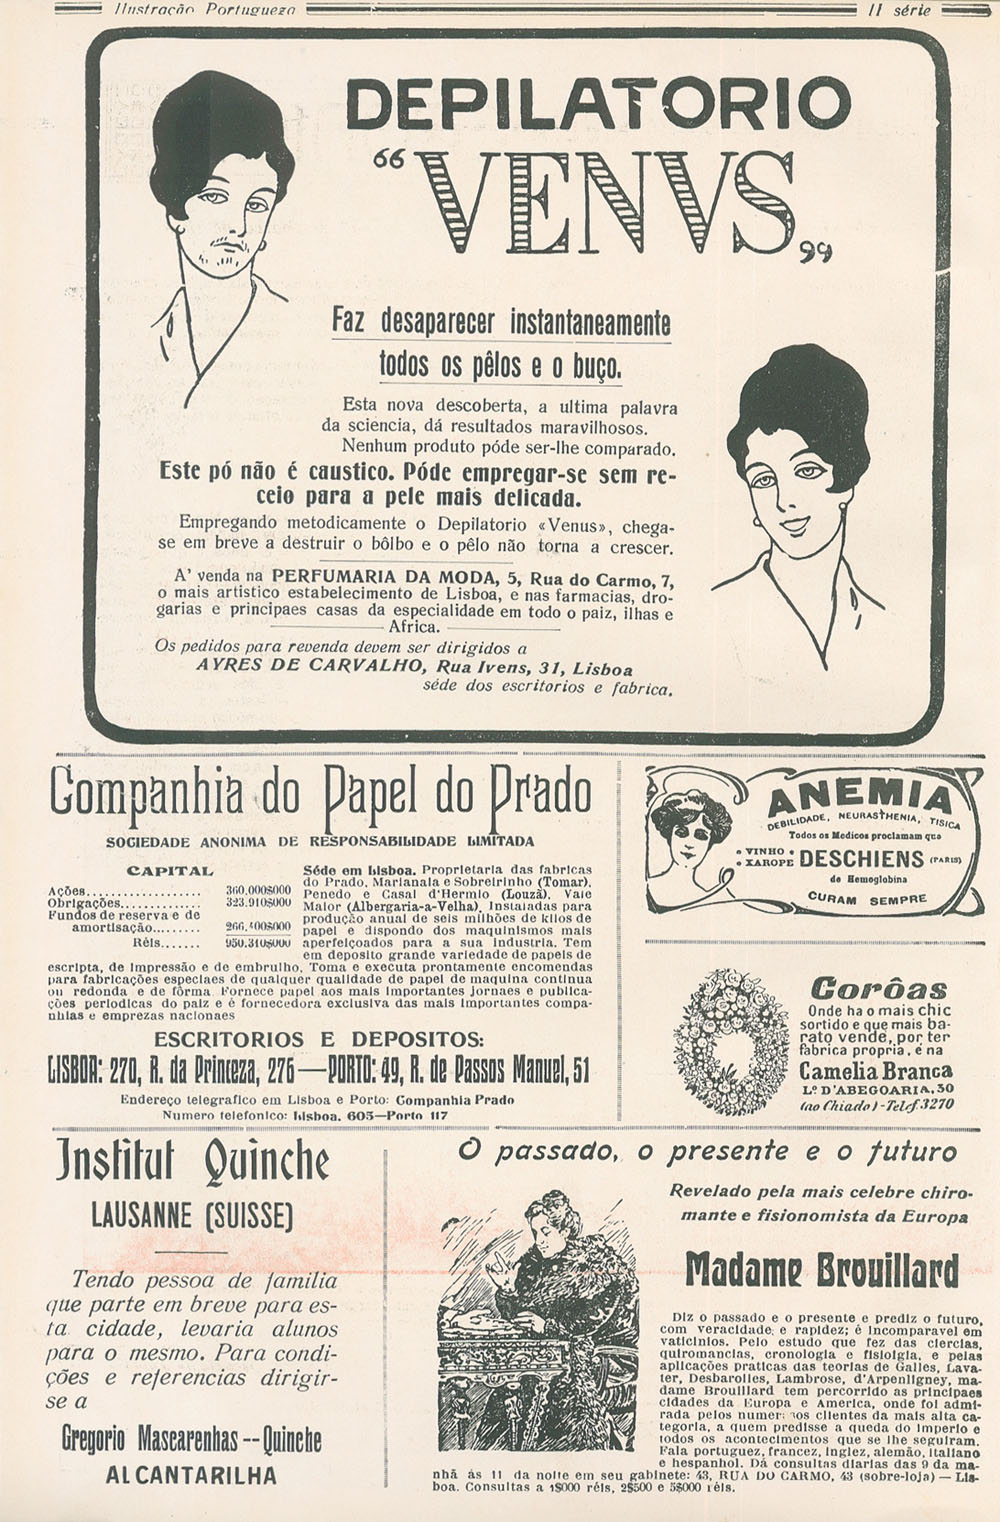 Ilustração Portugueza
II série
DEPILATORIO
“VENVS„
Faz desaparecer instantaneamente
todos os pêlos e o buço.
Esta nova descoberta, a ultima palavra
da sciencia, dá resultados maravilhosos.
Nenhum produto póde ser-lhe comparado.
Este pó não é caustico. Póde empregar-se sem re-
ceio para a pele mais delicada.
Empregando metodicamente o Depilatorio «Venus», chega-
se em breve a destruir o bôlbo e o pêlo não torna a crescer.
A' venda na PERFUMARIA DA MODA, 5, Rua do Carmo, 7,
o mais artistico estabelecimento de Lisboa, e nas farmacias, dro-
garias e principaes casas da especialidade em todo o paiz, ilhas e
Africa.
Os pedidos para revenda devem ser dirigidos a
AYRES DE CARVALHO, Rua Ivens, 31, Lisboa
séde dos escritorios e fabrica.
Companhia do Papel do Prado
SOCIEDADE ANONIMA DE RESPONSABILIDADE LIMITADA
CAPITAL
Ações.................. 360.000$000
Obrigações............ 323.910$000
Fundos de reserva e de
amortisação........ 266.400$000
Réis...... 950.310$000
Séde em Lisboa. Proprietaria das fabricas
do Prado, Marianaia e Sobreirinho (Tomar),
Penedo e Casal d'Hermio (Louzã), Vale
Maior (Albergaria-a-Velha). Instaladas para
produção anual de seis milhões de kilos de
papel e dispondo dos maquinismos mais
aperfeiçoados para a sua industria. Tem
em deposito grande variedade de papeis de
escripta, de impressão e de embrulho. Toma e executa prontamente encomendas
para fabricações especiaes de qualquer qualidade de papel de maquina continua
ou redonda e de fôrma. Fornece papel aos mais importantes jornaes e publica-
ções periodicas do paiz e é fornecedora exclusiva das mais importantes compa-
nhias e emprezas nacionaes
ESCRITORIOS E DEPOSITOS:
LISBOA: 270, R. da Princeza, 276—PORTO: 49, R. de Passos Manuel, 51
Endereço telegrafico em Lisboa e Porto: Companhia Prado
Numero telefonico: Lisboa, 605—Porto 117
ANEMIA
DEBILIDADE, NEURASTHENIA, TISICA
Todos os Medicos proclamam que
VINHO
XAROPE DESCHIENS (PARIS)
de Hemoglobina
CURAM SEMPRE
Corôas
Onde ha o mais chic
sortido e que mais ba-
rato vende, por ter
fabrica propria, é na
Camelia Branca
L.º D'ABEGOARIA, 50
(ao Chiado) - Telef. 3270
Institut Quinche
LAUSANNE (SUISSE)
Tendo pessoa de familia
que parte em breve para es-
ta cidade, levaria alunos
para o mesmo. Para condi-
ções e referencias dirigir-
se a
Gregorio Mascarenhas--Quinche
ALCANTARILHA
O passado, o presente e o futuro
Revelado pela mais celebre chiro-
mante e fisionomista da Europa
Madame Brouillard
Diz o passado e o presente e prediz o futuro,
com veracidade e rapidez; é incomparavel em
vaticinios. Pelo estudo que fez das ciencias,
quiromancias, cronologia e fisiolgia, e pelas
aplicações praticas das teorias de Galles, Lava-
ter, Desbarolles, Lambrose, d'Arpenligney, ma-
dame Brouillard tem percorrido as principaes
cidades da Europa e America, onde foi admi-
rada pelos numerosos clientes da mais alta ca-
tegoria, a quem predisse a queda do imperio e
todos os acontecimentos que se lhe seguiram.
Fala portuguez, francez, inglez, alemão, italiano
e hespanhol. Dá consultas diarias das 9 da ma-
nhã ás 11 da noite em seu gabinete: 43, RUA DO CARMO, 43 (sobre-loja) — Lis-
boa. Consultas a 1$000 réis, 2$500 e 5$000 réis.